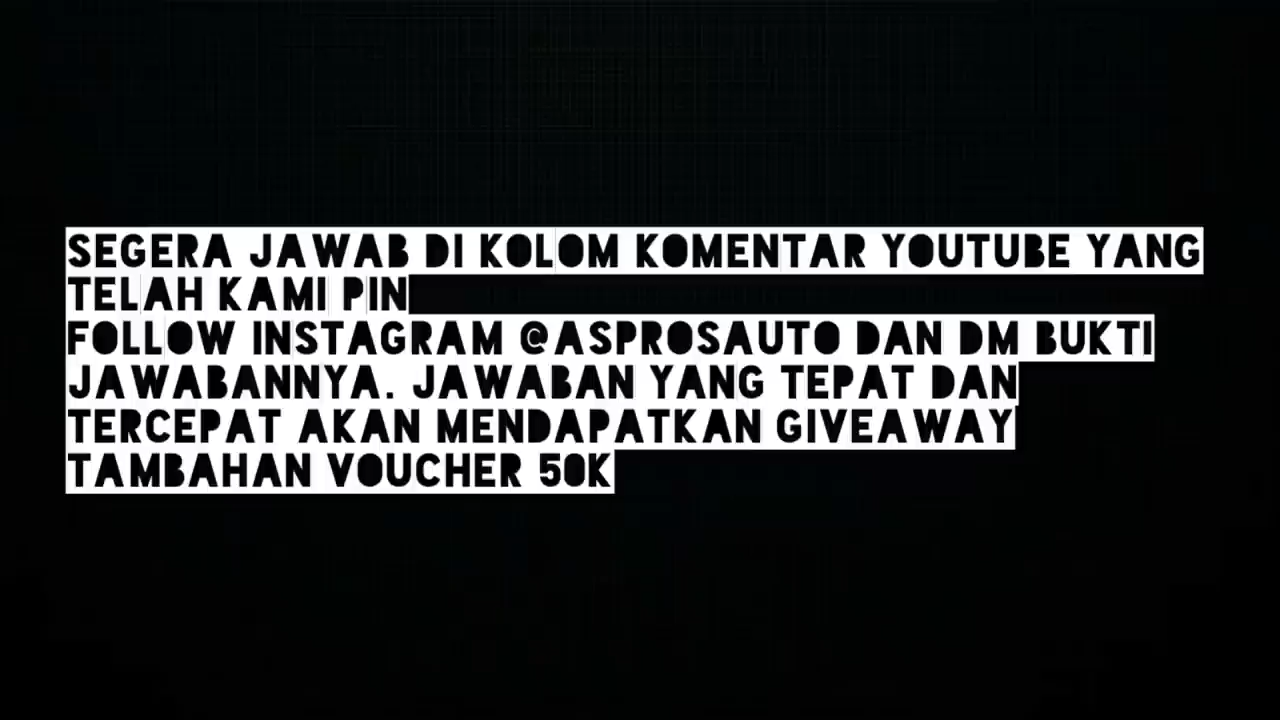 SEGERA JAWAB DI KOLOM KOMENTAR YOUTUBE YANG
TELAH KAMI PIN
FOLLOW INSTAGRAM @ASPROSAUTO DAN DM BUKTI
JAWABANNYA. JAWABAN YANG TEPAT DAN
TERCEPAT AKAN MENDAPATKAN GIVEAWAY
TAMBAHAN VOUCHER 50K